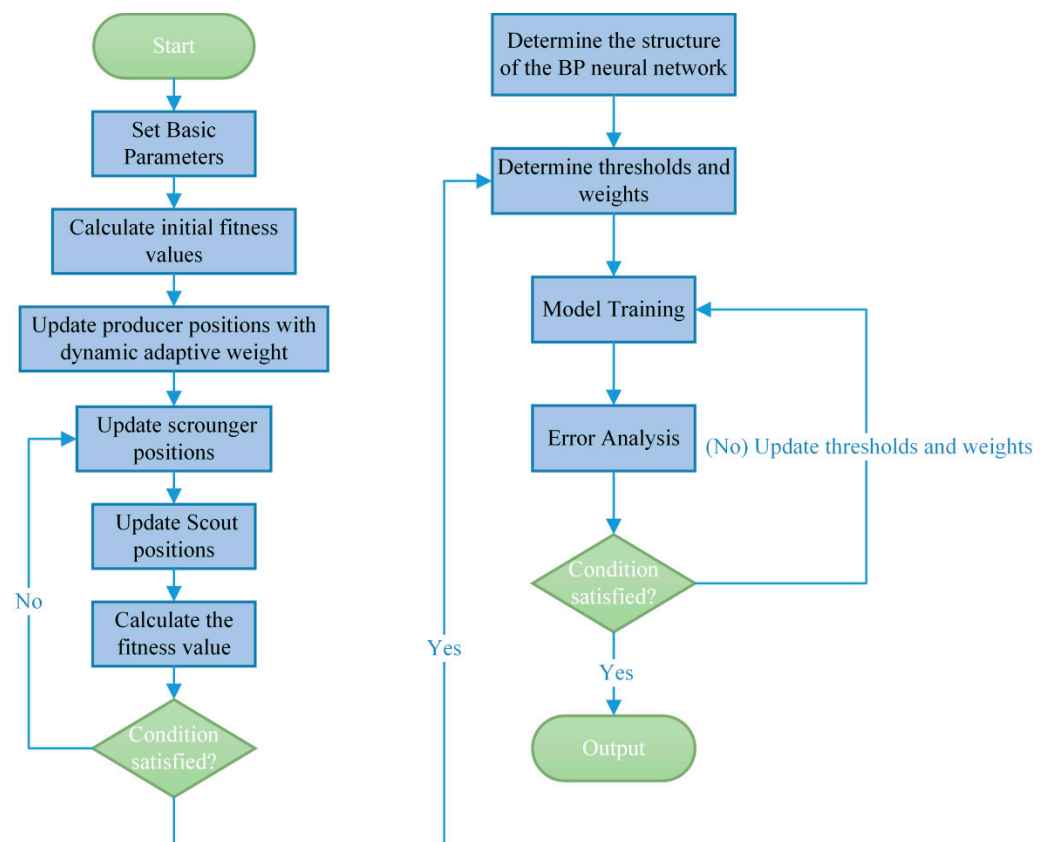 Start
Set Basic
Parameters
Calculate initial fitness
values
Update producer positions with
dynamic adaptive weight
Update scrounger
positions
Update Scout
positions
No
Calculate the
fitness value
Condition
satisfied?
Yes
Determine the structure
of the BP neural network
Determine thresholds and
weights
Model Training
Error Analysis
(No) Update thresholds and weights
Condition
satisfied?
Yes
Output